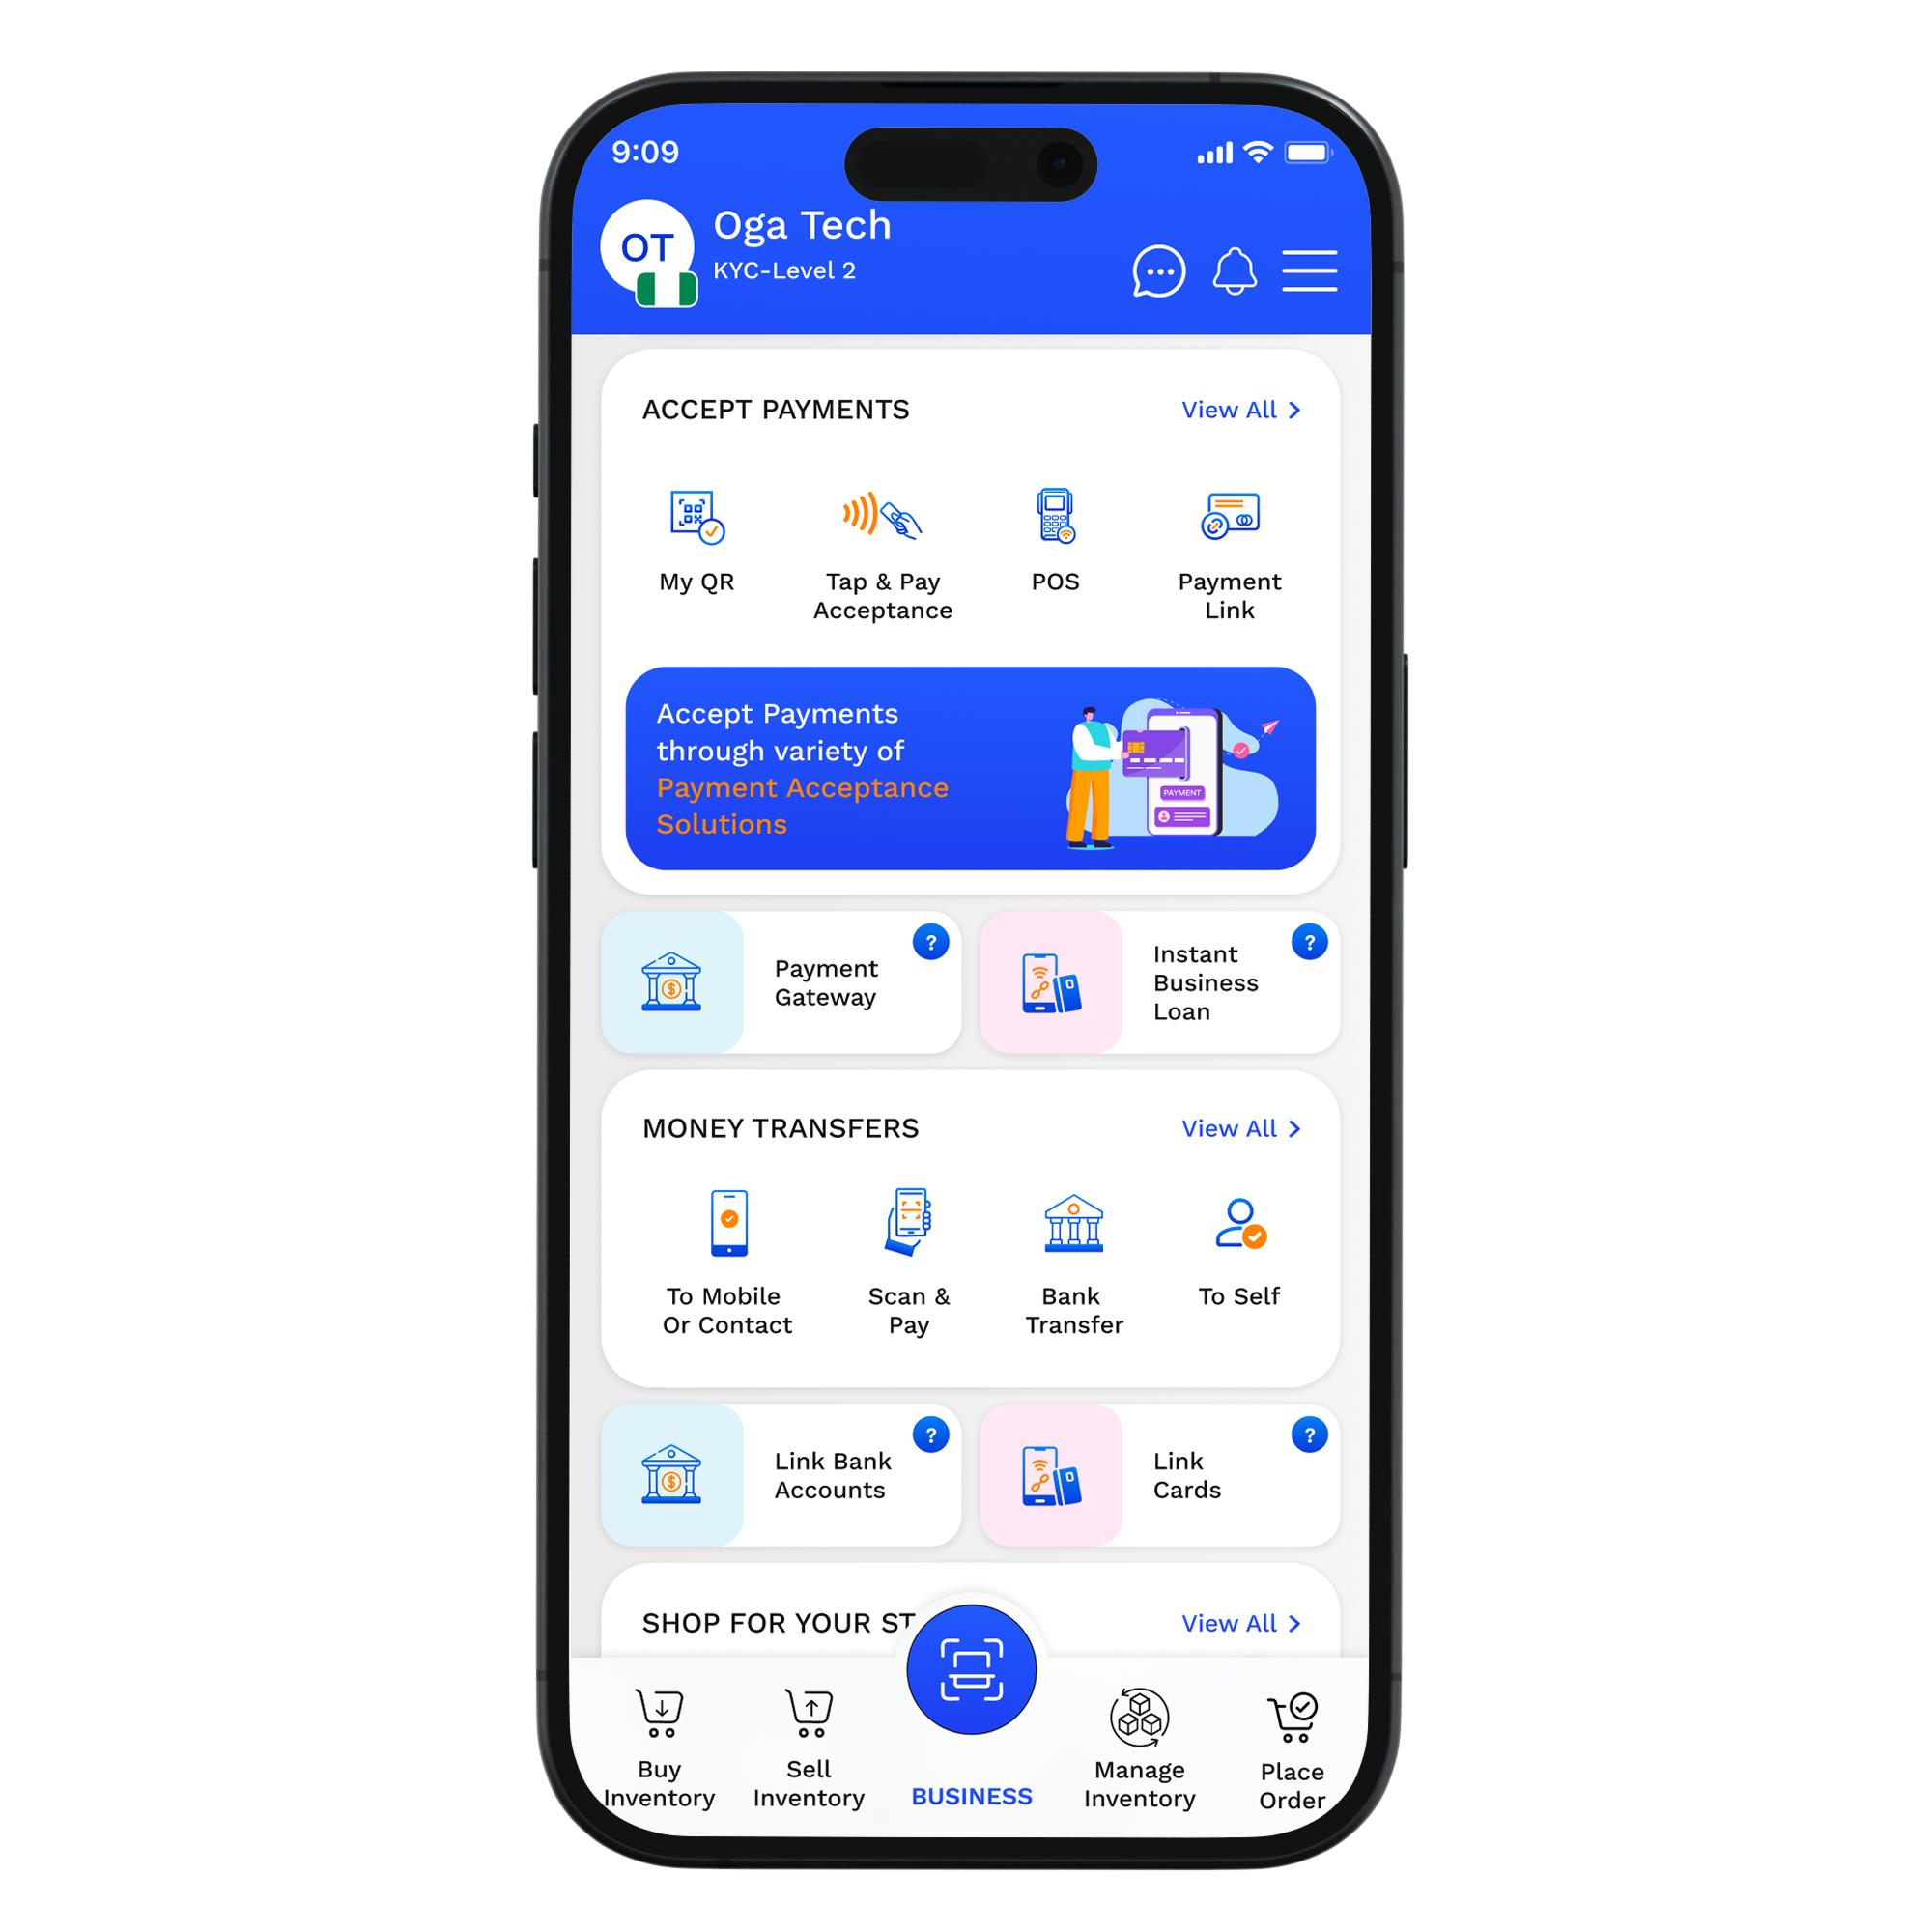 9:09
OT
Oga Tech
KYC-Level 2
ACCEPT PAYMENTS
View All
My QR
Tap & Pay
Acceptance
POS
Payment
Link
Accept Payments
through variety of
Payment Acceptance
Solutions
PAYMENT
Payment
Gateway
?
Instant
Business
Loan
?
MONEY TRANSFERS
View All
To Mobile
Or Contact
Scan &
Pay
Bank
Transfer
To Self
Link Bank
Accounts
?
Link
Cards
?
SHOP FOR YOUR ST
View All
Buy
Inventory
Sell
Inventory
BUSINESS
Manage
Inventory
Place
Order